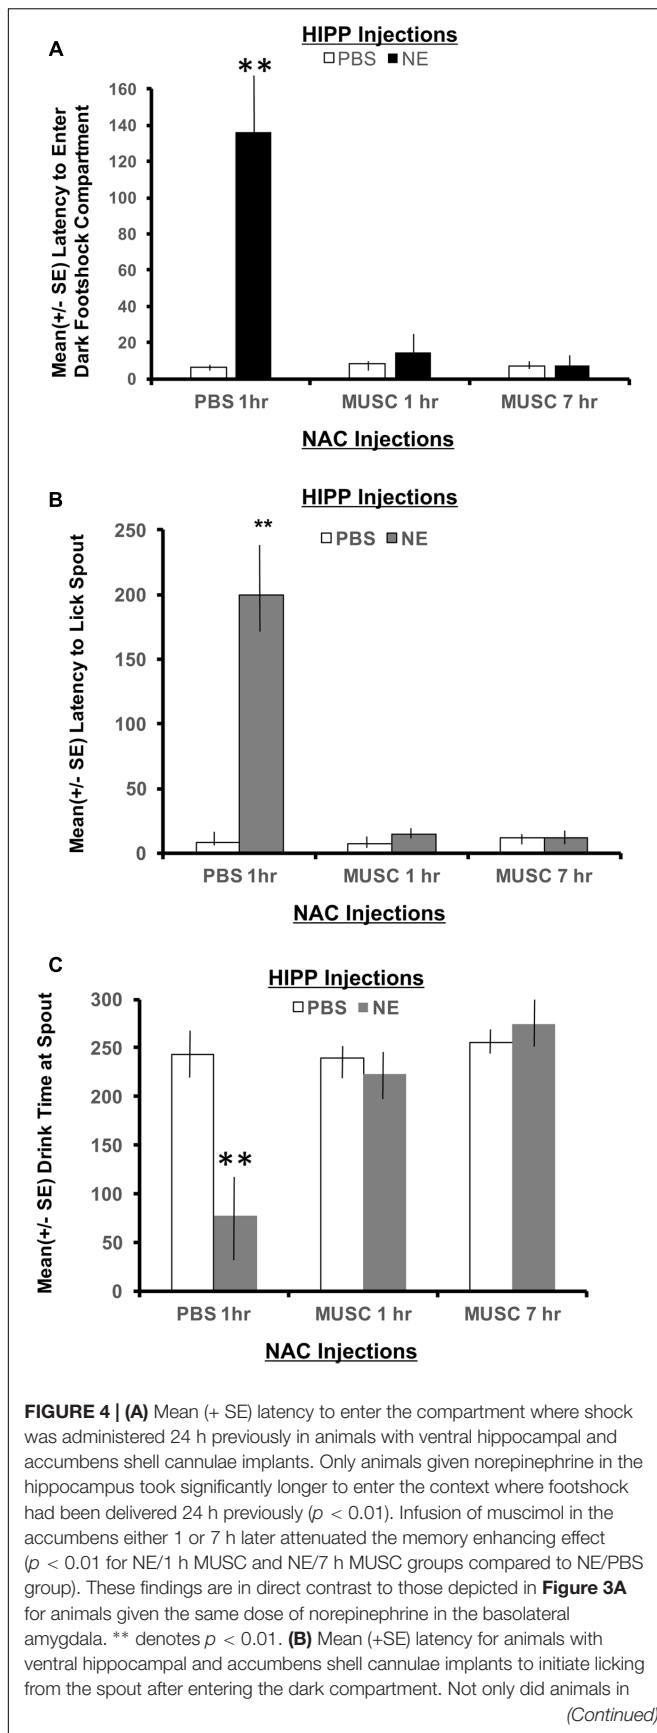 A
HIPP Injections
PBS NE
**
Mean(+/- SE) Latency to Enter
Dark Footshock Compartment
160
140
120
100
80
60
40
20
0
PBS 1hr MUSC 1 hr MUSC 7 hr
NAC Injections
B
HIPP Injections
PBS NE
**
Mean(+/- SE) Latency to Lick Spout
250
200
150
100
50
0
PBS 1hr MUSC 1 hr MUSC 7 hr
NAC Injections
C
HIPP Injections
PBS NE
**
Mean(+/- SE) Drink Time at Spout
300
250
200
150
100
50
0
PBS 1hr MUSC 1 hr MUSC 7 hr
NAC Injections
FIGURE 4 | (A) Mean (+ SE) latency to enter the compartment where shock
was administered 24 h previously in animals with ventral hippocampal and
accumbens shell cannulae implants. Only animals given norepinephrine in the
hippocampus took significantly longer to enter the context where footshock
had been delivered 24 h previously (p < 0.01). Infusion of muscimol in the
accumbens either 1 or 7 h later attenuated the memory enhancing effect
(p < 0.01 for NE/1 h MUSC and NE/7 h MUSC groups compared to NE/PBS
group). These findings are in direct contrast to those depicted in Figure 3A
for animals given the same dose of norepinephrine in the basolateral
amygdala. ** denotes p < 0.01. (B) Mean (+SE) latency for animals with
ventral hippocampal and accumbens shell cannulae implants to initiate licking
from the spout after entering the dark compartment. Not only did animals in
(Continued)